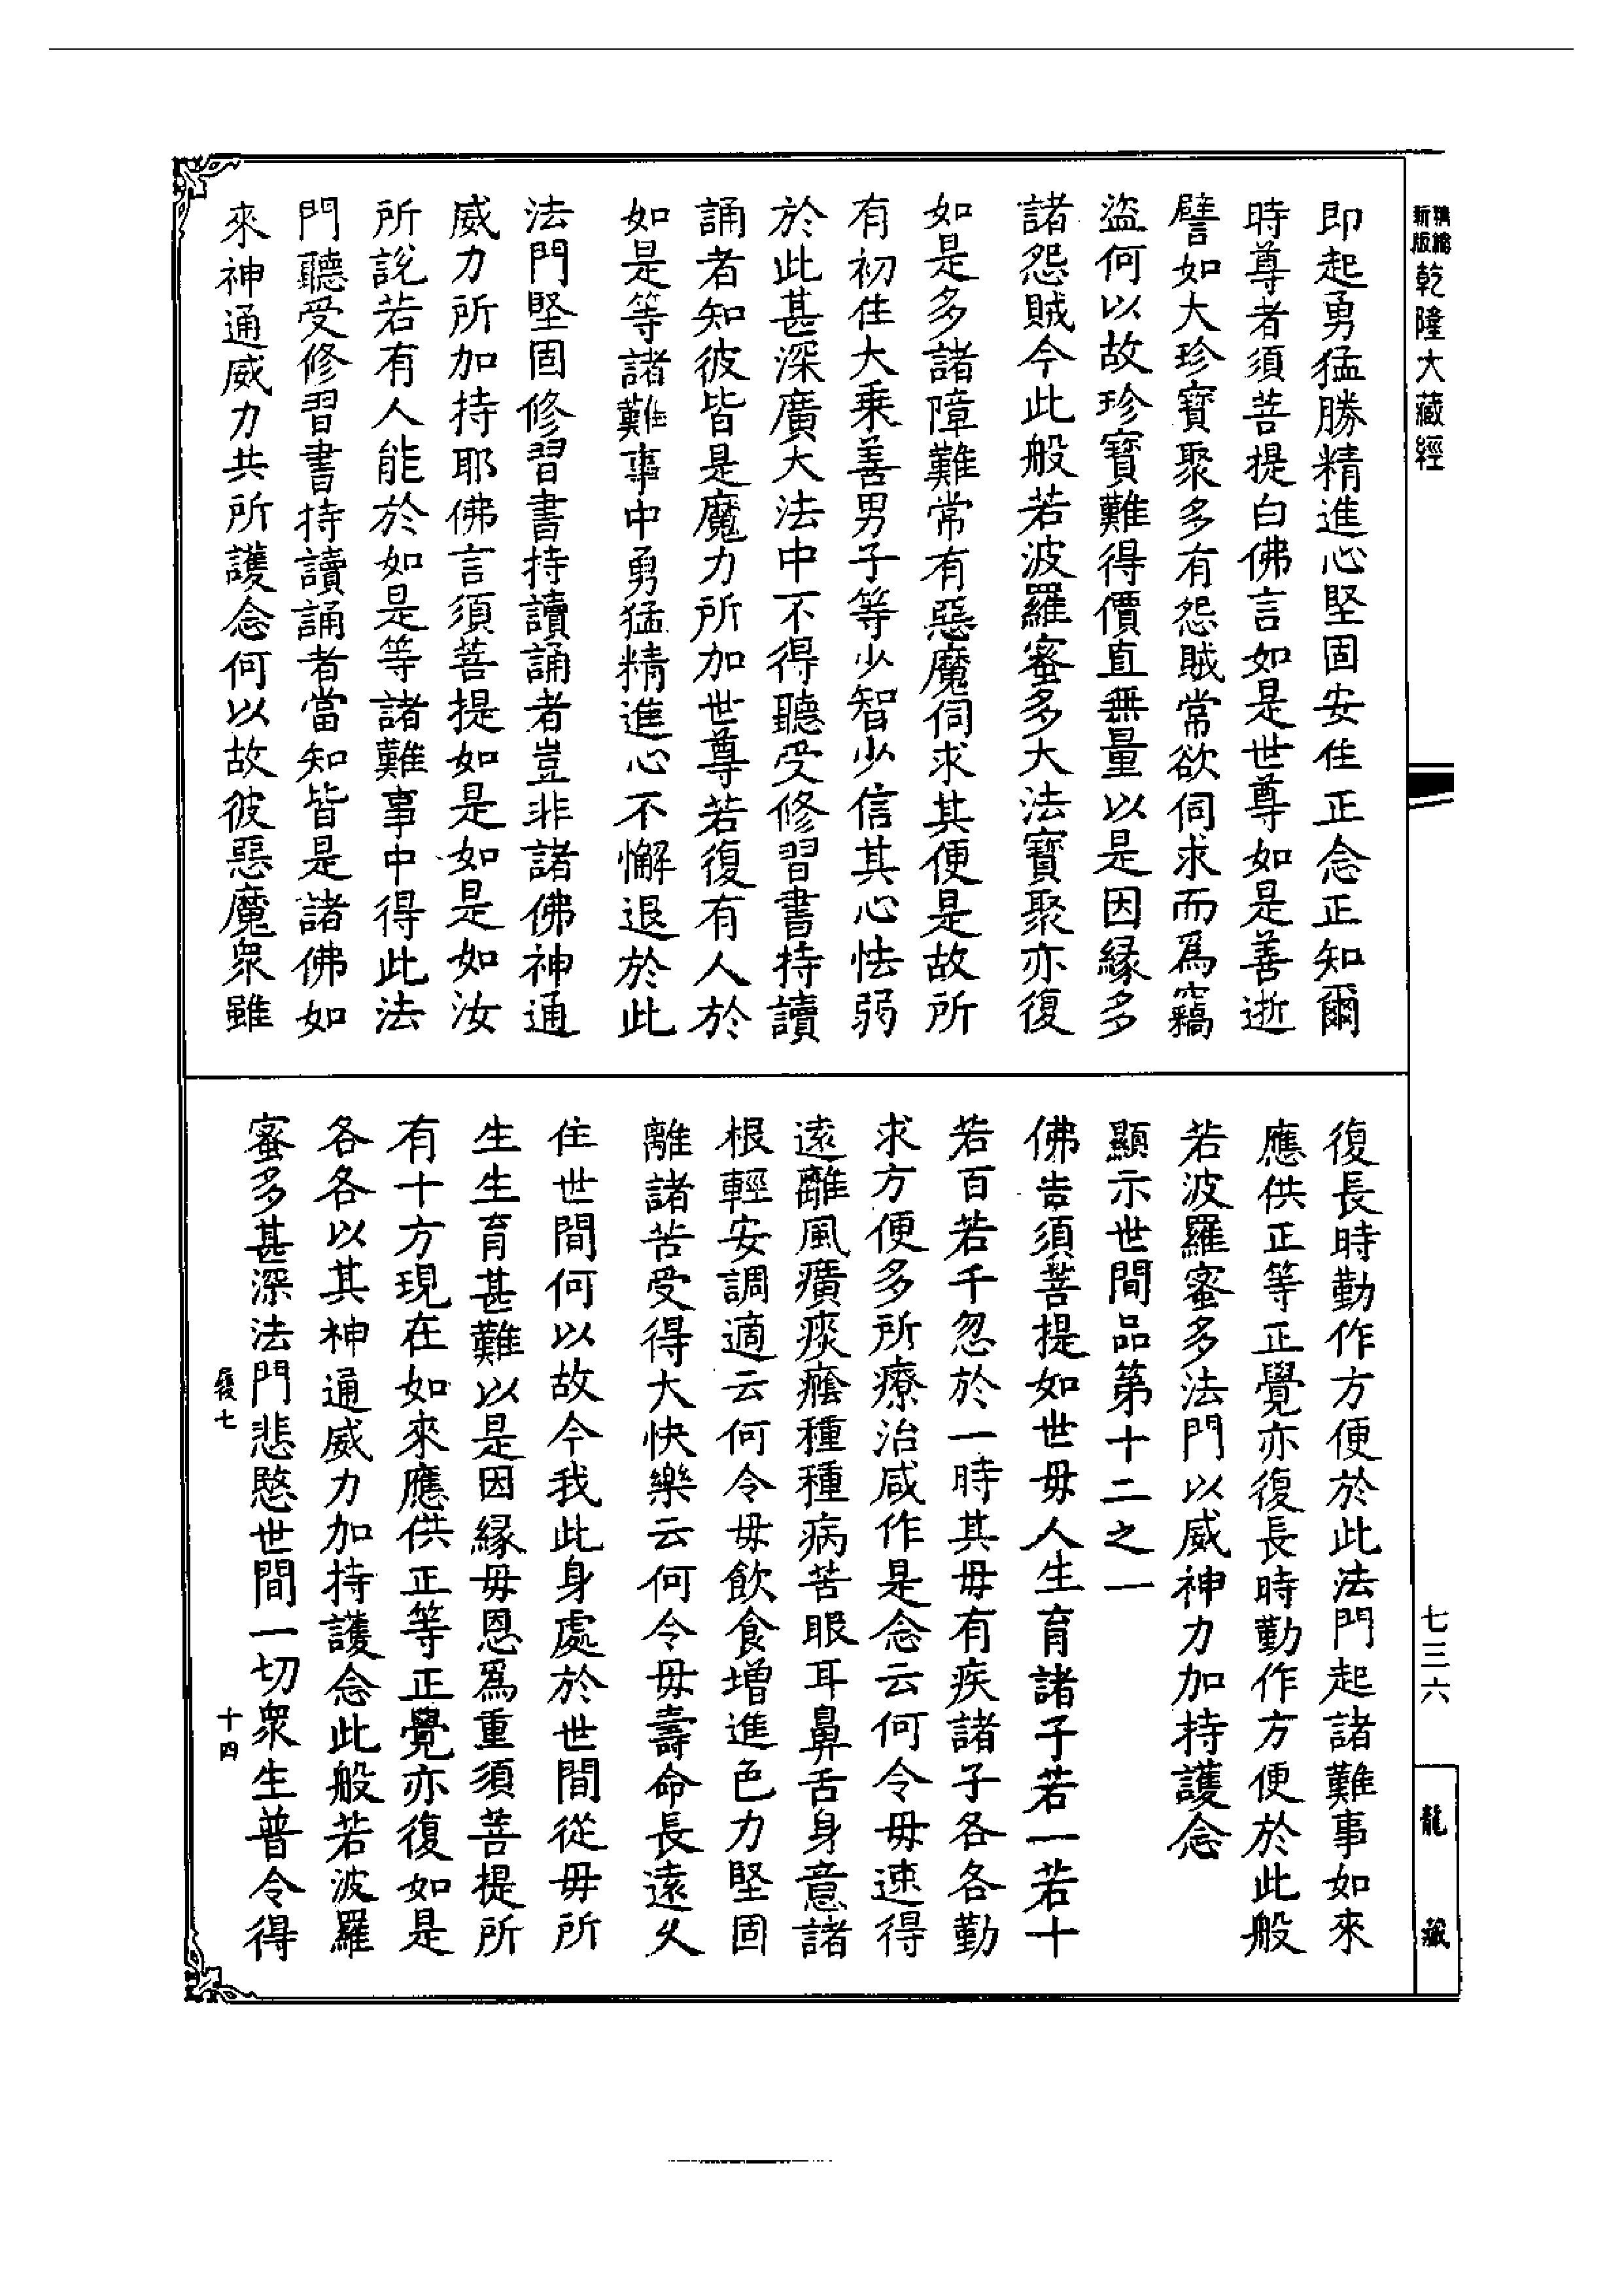 精縮
新版
乾隆大藏經
即起勇猛勝精進心堅固安住正念正知爾
時尊者須菩提白佛言如是世尊如是善逝
譬如大珍寶聚多有怨賊常欲伺求而爲竊
盜何以故珍寶難得價直無量以是因緣多
諸怨賊今此般若波羅蜜多大法寶聚亦復
如是多諸障難常有惡魔伺求其便是故所
有初住大乗善男子等少智少信其心怯弱
於此甚深廣大法中不得聽受修習書持讀
誦者知彼皆是魔力所加世尊若復有人於
如是等諸難事中勇猛精進心不懈退於此
法門堅固修習書持讀誦者豈非諸佛神通
威力所加持耶佛言須菩提如是如是如汝
所說若有人能於如是等諸難事中得此法
門聽受修習書持讀誦者當知皆是諸佛如
來神通威力共所護念何以故彼惡魔衆雖
復長時勤作方便於此法門起諸難事如來
應供正等正覺亦復長時勤作方便於此般
若波羅蜜多法門以威神力加持護念
顯示世間品第十二之一
佛告須菩提如世毋人生育諸子若一若十
若百若千忽於一時其毋有疾諸子各各勤
求方便多所療治咸作是念云何令毋速得
遠離風癀痰癊種種病苦眼耳鼻舌身意諸
根輕安調適云何令毋飲食增進色力堅固
離諸苦受得大快樂云何令毋壽命長遠久
住世間何以故今我此身處於世間從毋所
生生育甚難以是因緣毋恩爲重須菩提所
有十方現在如來應供正等正覺亦復如是
各各以其神通威力加持護念此般若波羅
蜜多甚深法門悲愍世間一切衆生普令得
七三六
龍藏
十四